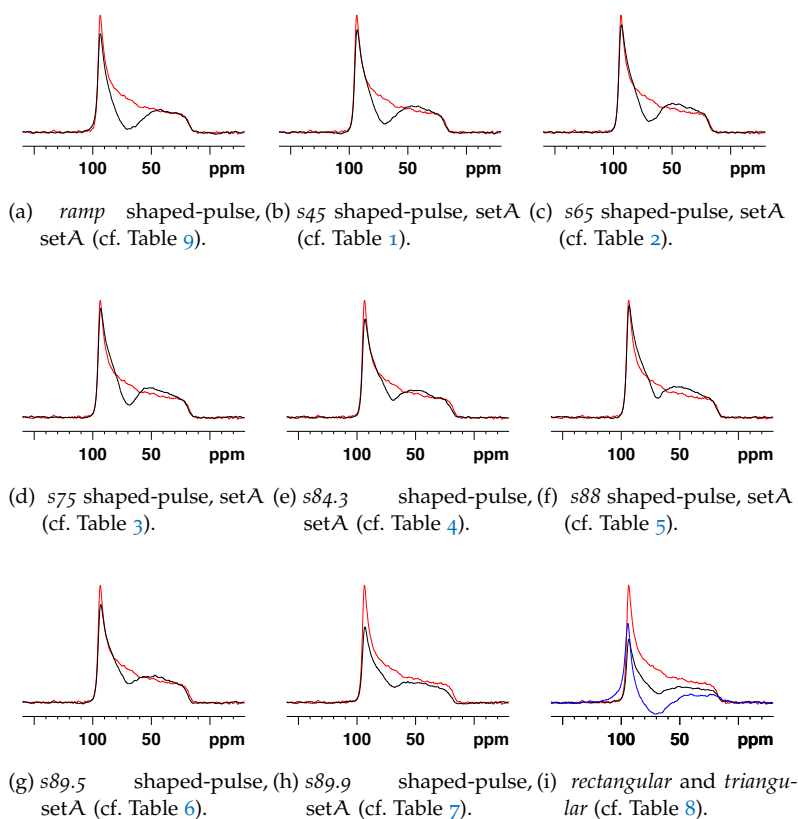 100 50 ppm 100 50 ppm 100 50 ppm
(a) ramp shaped-pulse, setA (cf. Table 9).
(b) s45 shaped-pulse, setA (cf. Table 1).
(c) s65 shaped-pulse, setA (cf. Table 2).
100 50 ppm 100 50 ppm 100 50 ppm
(d) s75 shaped-pulse, setA (cf. Table 3).
(e) s84.3 shaped-pulse, setA (cf. Table 4).
(f) s88 shaped-pulse, setA (cf. Table 5).
100 50 ppm 100 50 ppm 100 50 ppm
(g) s89.5 shaped-pulse, setA (cf. Table 6).
(h) s89.9 shaped-pulse, setA (cf. Table 7).
(i) rectangular and triangu-
lar (cf. Table 8).